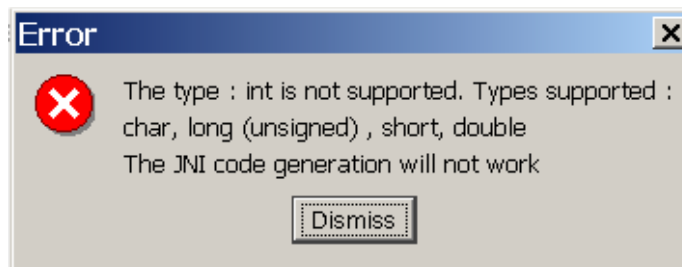 Error
The type : int is not supported. Types supported :
char, long (unsigned) , short, double
The JNI code generation will not work
Dismiss